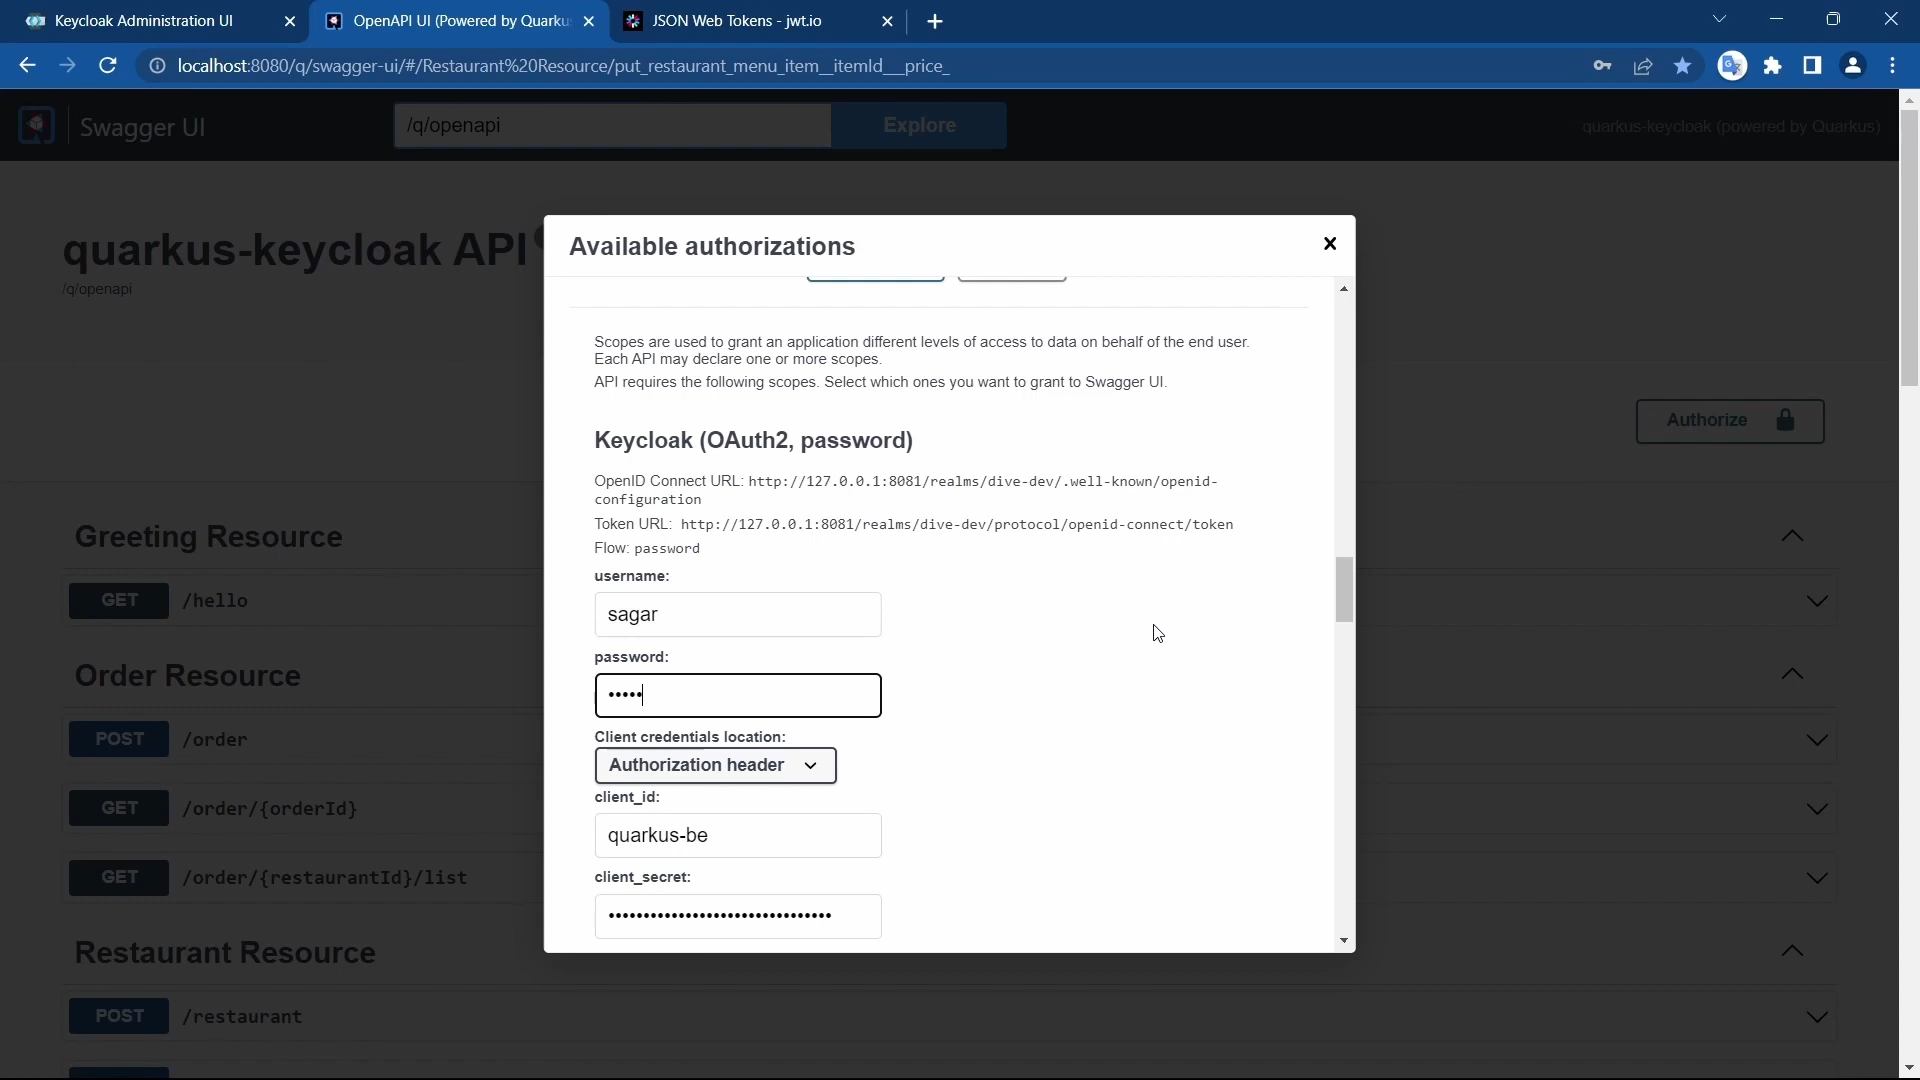 Keycloak Administration UI
OpenAPI UI (Powered by Quarku
JSON Web Tokens - jwt.io
localhost:8080/q/swagger-ui/#/Restaurant%20Resource/put_restaurant_menu_item__itemId__price_
Swagger UI
/q/openapi
Explore
quarkus-keycloak (powered by Quarkus)
quarkus-keycloak API
/q/openapi
Authorize
Available authorizations
Scopes are used to grant an application different levels of access to data on behalf of the end user.
Each API may declare one or more scopes.
API requires the following scopes. Select which ones you want to grant to Swagger UI.
Keycloak (OAuth2, password)
OpenID Connect URL: http://127.0.0.1:8081/realms/dive-dev/.well-known/openid-
configuration
Token URL: http://127.0.0.1:8081/realms/dive-dev/protocol/openid-connect/token
Flow: password
username:
sagar
password:
•••••
Client credentials location:
Authorization header
client_id:
quarkus-be
client_secret:
••••••••••••••••••••••••••••••••
Greeting Resource
GET /hello
Order Resource
POST /order
GET /order/{orderId}
GET /order/{restaurantId}/list
Restaurant Resource
POST /restaurant